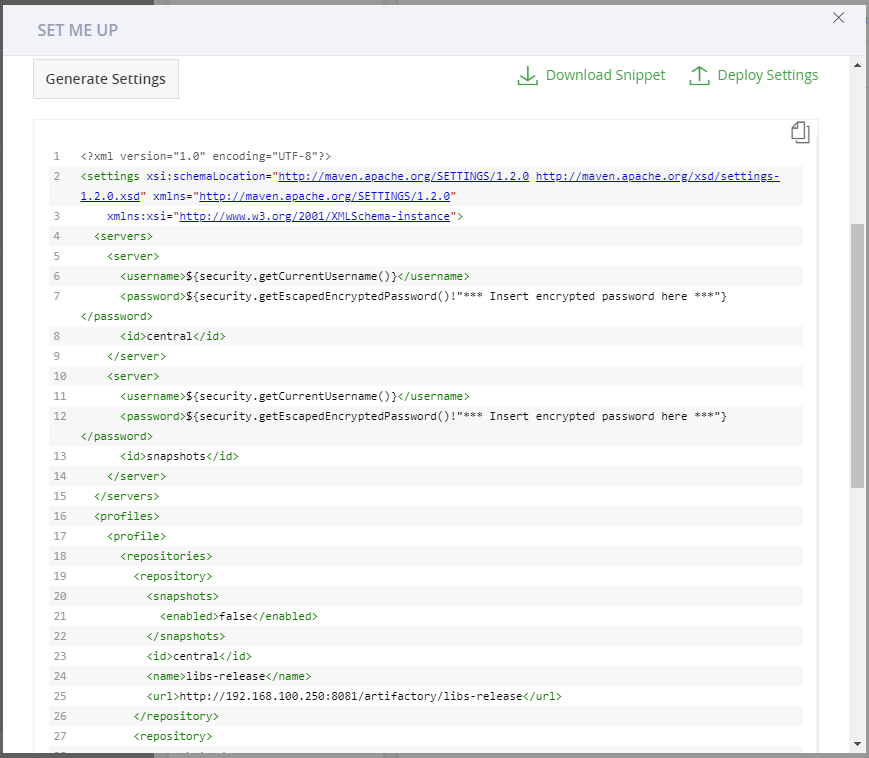 SET ME UP
Generate Settings
Download Snippet
Deploy Settings
1 <?xml version="1.0" encoding="UTF-8"?>
2 <settings xsi:schemaLocation="http://maven.apache.org/SETTINGS/1.2.0 http://maven.apache.org/xsd/settings-
1.2.0.xsd" xmlns="http://maven.apache.org/SETTINGS/1.2.0"
3 xmlns:xsi="http://www.w3.org/2001/XMLSchema-instance">
4 <servers>
5 <server>
6 <username>${security.getCurrentUsername()}</username>
7 <password>${security.getEscapedEncryptedPassword()!"*** Insert encrypted password here ***"}
</password>
8 <id>central</id>
9 </server>
10 <server>
11 <username>${security.getCurrentUsername()}</username>
12 <password>${security.getEscapedEncryptedPassword()!"*** Insert encrypted password here ***"}
</password>
13 <id>snapshots</id>
14 </server>
15 </servers>
16 <profiles>
17 <profile>
18 <repositories>
19 <repository>
20 <snapshots>
21 <enabled>false</enabled>
22 </snapshots>
23 <id>central</id>
24 <name>libs-release</name>
25 <url>http://192.168.100.250:8081/artifactory/libs-release</url>
26 </repository>
27 <repository>